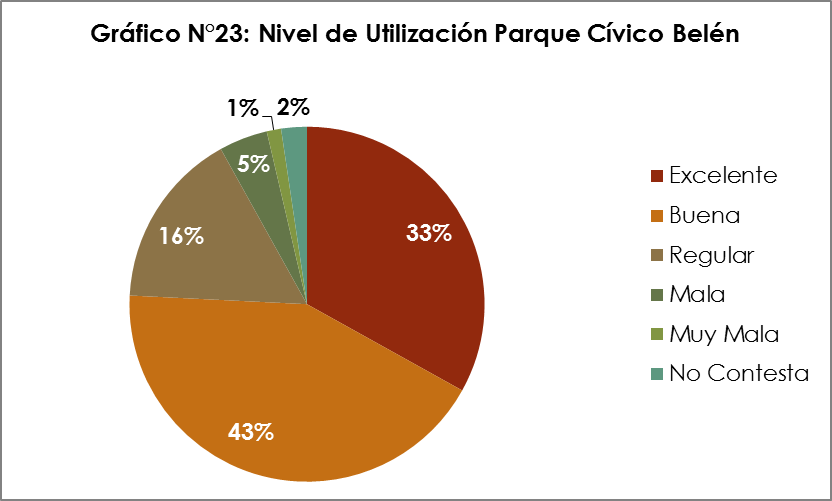 Gráfico N°23: Nivel de Utilización Parque Cívico Belén
1% 2%
5%
33%
16%
43%
Excelente
Buena
Regular
Mala
Muy Mala
No Contesta